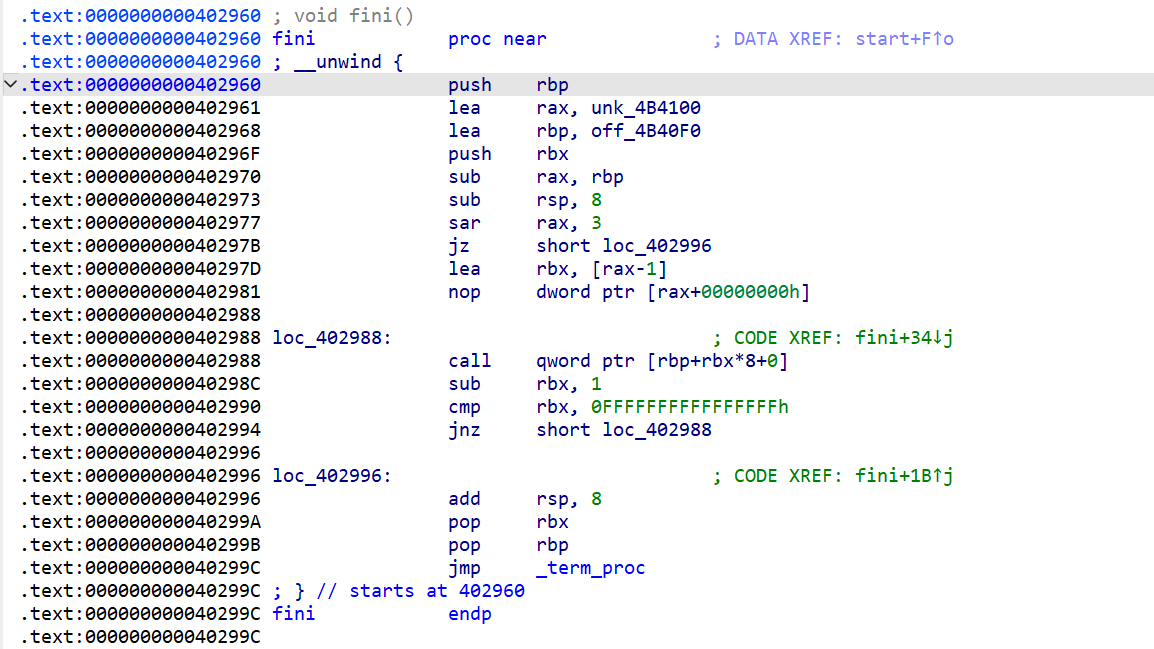 .text:0000000000402960 ; void fini()
.text:0000000000402960 fini proc near ; DATA XREF: start+F↑o
.text:0000000000402960 ; __unwind {
.text:0000000000402960 push rbp
.text:0000000000402961 lea rax, unk_4B4100
.text:0000000000402968 lea rbp, off_4B40F0
.text:000000000040296F push rbx
.text:0000000000402970 sub rax, rbp
.text:0000000000402973 sub rsp, 8
.text:0000000000402977 sar rax, 3
.text:000000000040297B jz short loc_402996
.text:000000000040297D lea rbx, [rax-1]
.text:0000000000402981 nop dword ptr [rax+00000000h]
.text:0000000000402988
.text:0000000000402988 loc_402988: ; CODE XREF: fini+34↓j
.text:0000000000402988 call qword ptr [rbp+rbx*8+0]
.text:000000000040298C sub rbx, 1
.text:0000000000402990 cmp rbx, 0FFFFFFFFFFFFFFFFh
.text:0000000000402994 jnz short loc_402988
.text:0000000000402996
.text:0000000000402996 loc_402996: ; CODE XREF: fini+1B↑j
.text:0000000000402996 add rsp, 8
.text:000000000040299A pop rbx
.text:000000000040299B pop rbp
.text:000000000040299C jmp _term_proc
.text:000000000040299C ; } // starts at 402960
.text:000000000040299C fini endp
.text:000000000040299C